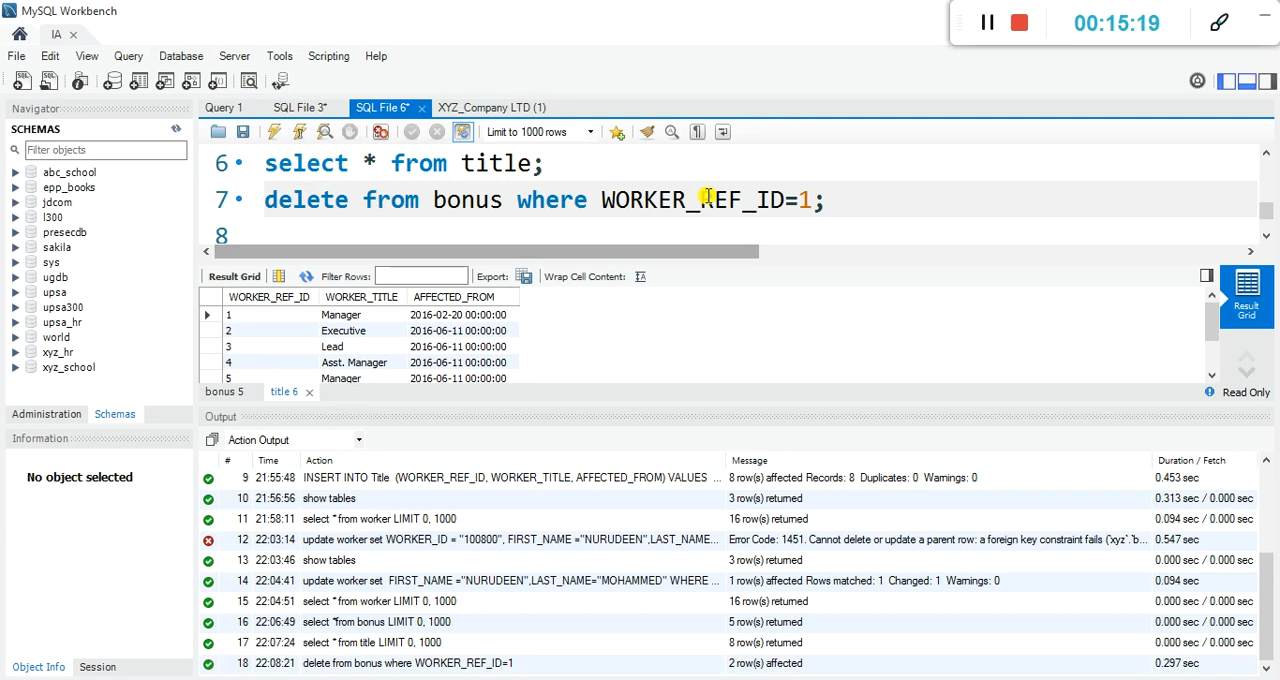 MySQL Workbench
00:15:19
IA
File Edit View Query Database Server Tools Scripting Help
Navigator
SCHEMAS
Filter objects
abc_school
epp_books
jdcom
l300
presecdb
sakila
sys
ugdb
upsa
upsa300
upsa_hr
world
xyz_hr
xyz_school
Administration Schemas
Information
No object selected
Object Info Session
Query 1 SQL File 3* SQL File 6* XYZ_Company LTD (1)
Limit to 1000 rows
6 select * from title;
7 delete from bonus where WORKER_REF_ID=1;
8
Result Grid Filter Rows: Export: Wrap Cell Content:
WORKER_REF_ID WORKER_TITLE AFFECTED_FROM
1 Manager 2016-02-20 00:00:00
2 Executive 2016-06-11 00:00:00
3 Lead 2016-06-11 00:00:00
4 Asst. Manager 2016-06-11 00:00:00
5 Manager 2016-06-11 00:00:00
Result Grid
bonus 5 title 6 Read Only
Output
Action Output
# Time Action Message Duration / Fetch
9 21:55:48 INSERT INTO Title (WORKER_REF_ID, WORKER_TITLE, AFFECTED_FROM) VALUES ... 8 row(s) affected Records: 8 Duplicates: 0 Warnings: 0 0.453 sec
10 21:56:56 show tables 3 row(s) returned 0.313 sec / 0.000 sec
11 21:58:11 select * from worker LIMIT 0, 1000 16 row(s) returned 0.094 sec / 0.000 sec
12 22:03:14 update worker set WORKER_ID = "100800", FIRST_NAME ="NURUDEEN",LAST_NAME... Error Code: 1451. Cannot delete or update a parent row: a foreign key constraint fails (`xyz`.`b... 0.547 sec
13 22:03:46 show tables 3 row(s) returned 0.000 sec / 0.000 sec
14 22:04:41 update worker set FIRST_NAME ="NURUDEEN",LAST_NAME="MOHAMMED" WHERE ... 1 row(s) affected Rows matched: 1 Changed: 1 Warnings: 0 0.094 sec
15 22:04:51 select * from worker LIMIT 0, 1000 16 row(s) returned 0.000 sec / 0.000 sec
16 22:06:49 select *from bonus LIMIT 0, 1000 5 row(s) returned 0.000 sec / 0.000 sec
17 22:07:24 select * from title LIMIT 0, 1000 8 row(s) returned 0.000 sec / 0.000 sec
18 22:08:21 delete from bonus where WORKER_REF_ID=1 2 row(s) affected 0.297 sec